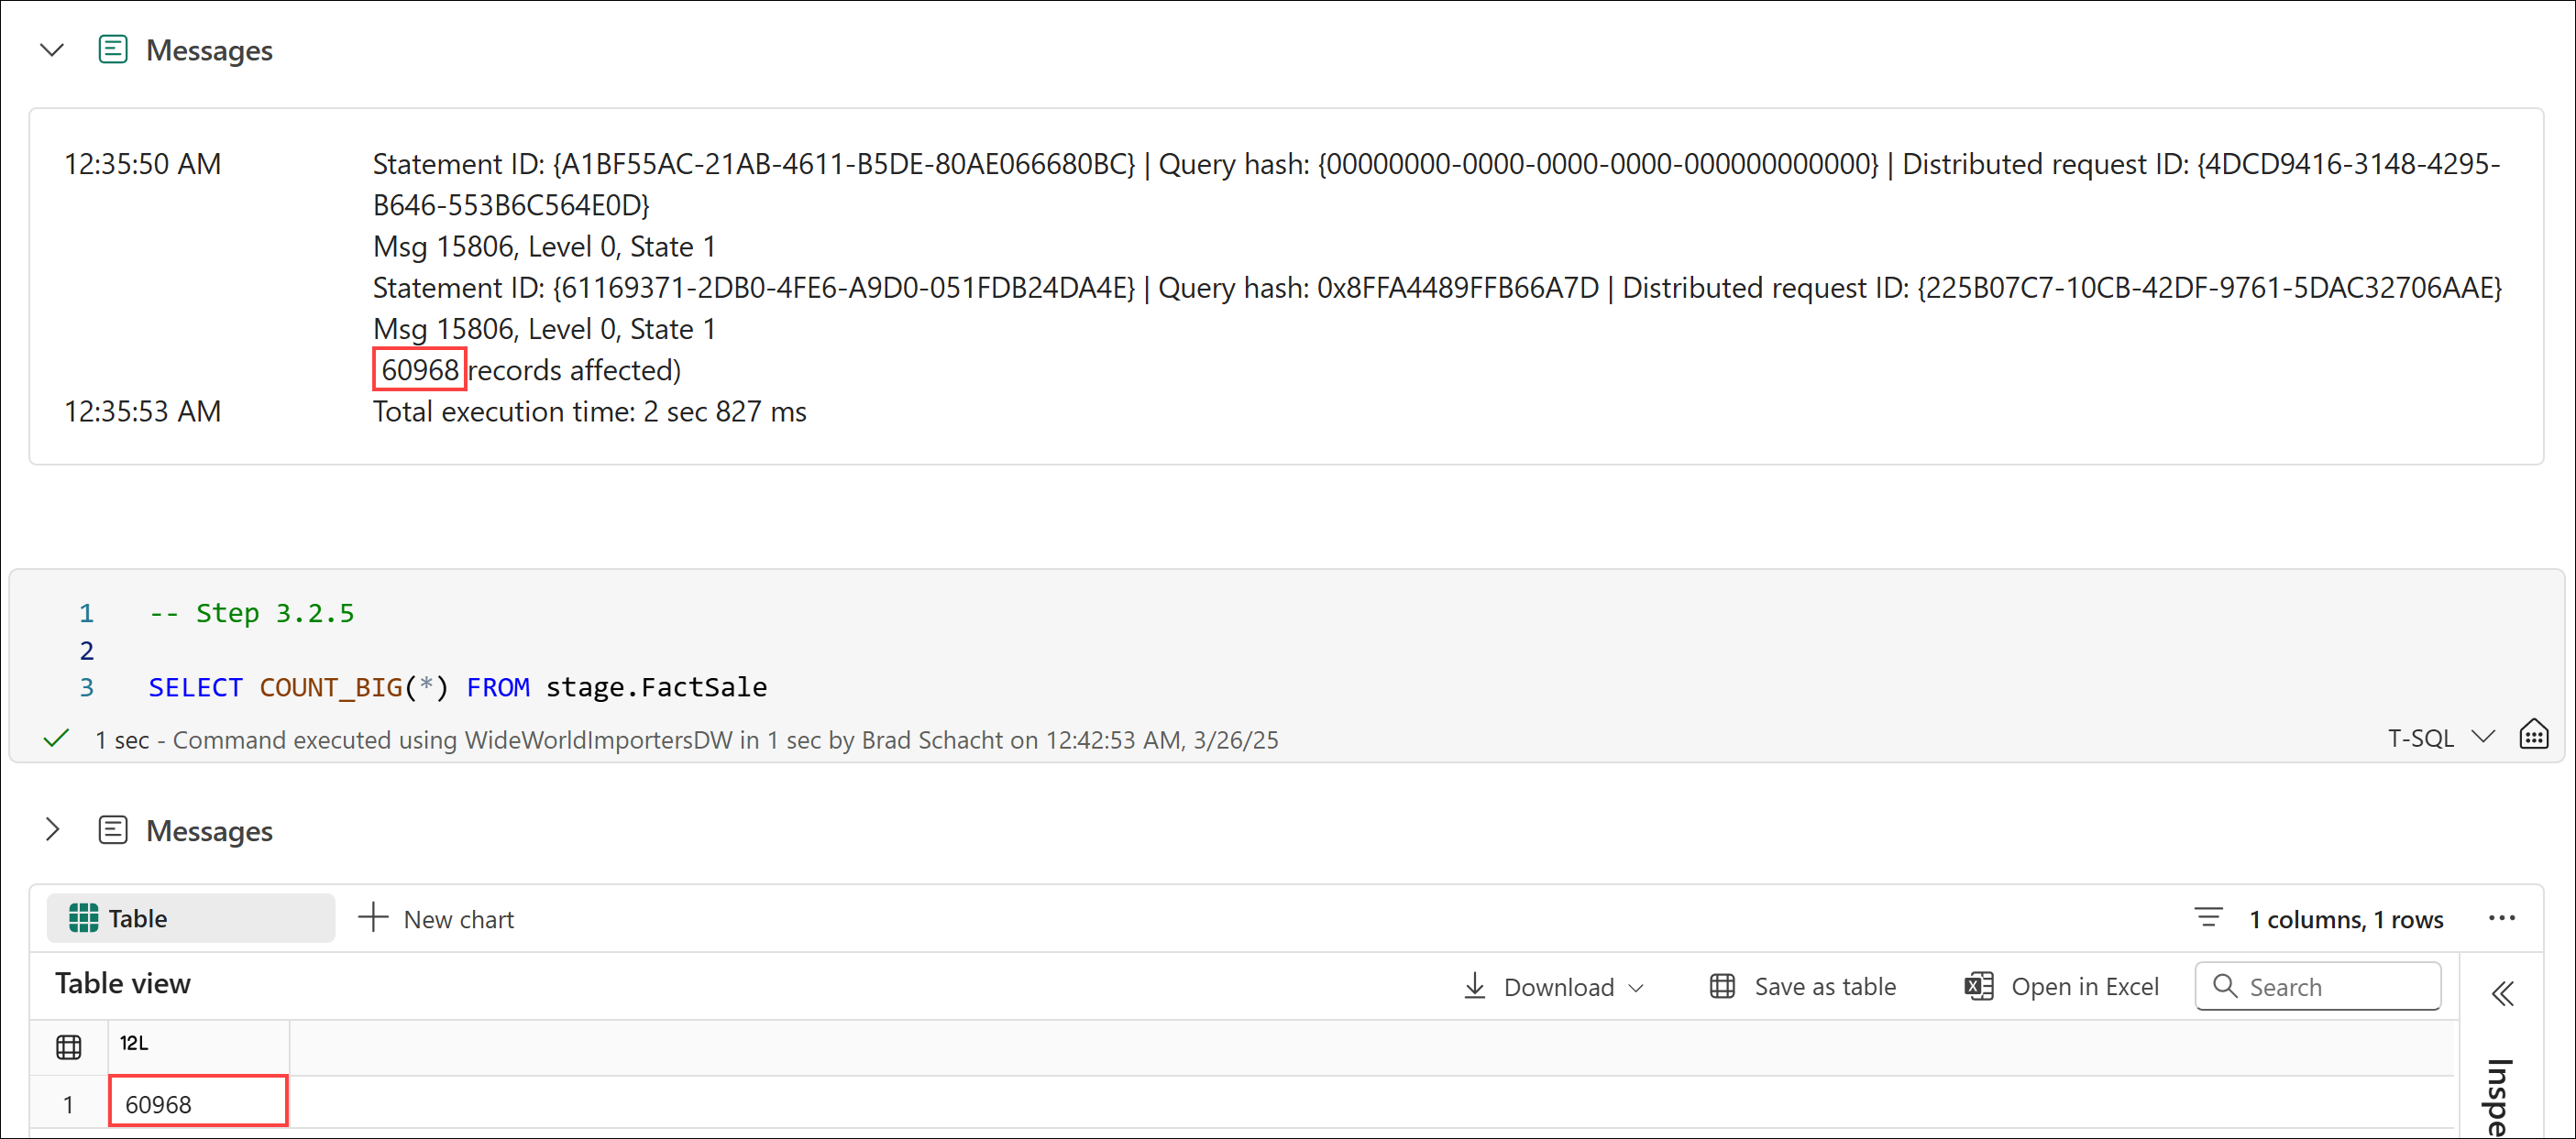 Messages
12:35:50 AM Statement ID: {A1BF55AC-21AB-4611-B5DE-80AE066680BC} | Query hash: {00000000-0000-0000-0000-000000000000} | Distributed request ID: {4DCD9416-3148-4295-
B646-553B6C564E0D}
Msg 15806, Level 0, State 1
Statement ID: {61169371-2DB0-4FE6-A9D0-051FDB24DA4E} | Query hash: 0x8FFA4489FFB66A7D | Distributed request ID: {225B07C7-10CB-42DF-9761-5DAC32706AAE}
Msg 15806, Level 0, State 1
60968 records affected)
12:35:53 AM Total execution time: 2 sec 827 ms
1 -- Step 3.2.5
2
3 SELECT COUNT_BIG(*) FROM stage.FactSale
1 sec - Command executed using WideWorldImportersDW in 1 sec by Brad Schacht on 12:42:53 AM, 3/26/25 T-SQL
Messages
Table New chart 1 columns, 1 rows
Table view Download Save as table Open in Excel Search
12L
1 60968
Inspe